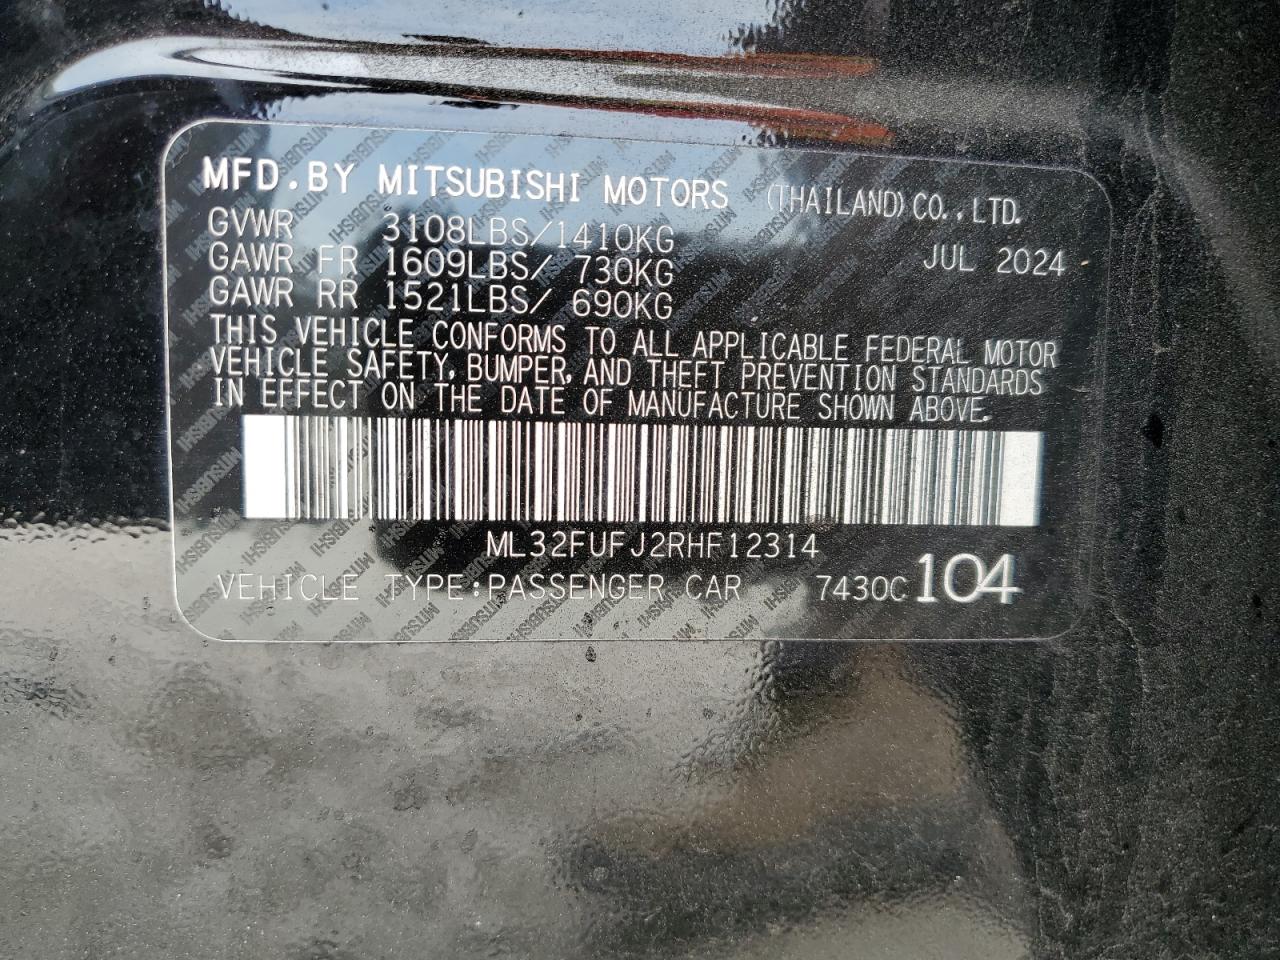 MFD.BY MITSUBISHI MOTORS (THAILAND) CO.,LTD.
GVWR 3108LBS/1410KG JUL 2024
GAWR FR 1609LBS/ 730KG
GAWR RR 1521LBS/ 690KG
THIS VEHICLE CONFORMS TO ALL APPLICABLE FEDERAL MOTOR
VEHICLE SAFETY, BUMPER, AND THEFT PREVENTION STANDARDS
IN EFFECT ON THE DATE OF MANUFACTURE SHOWN ABOVE.
ML32FUFJ2RHF12314
VEHICLE TYPE:PASSENGER CAR 7430C 104